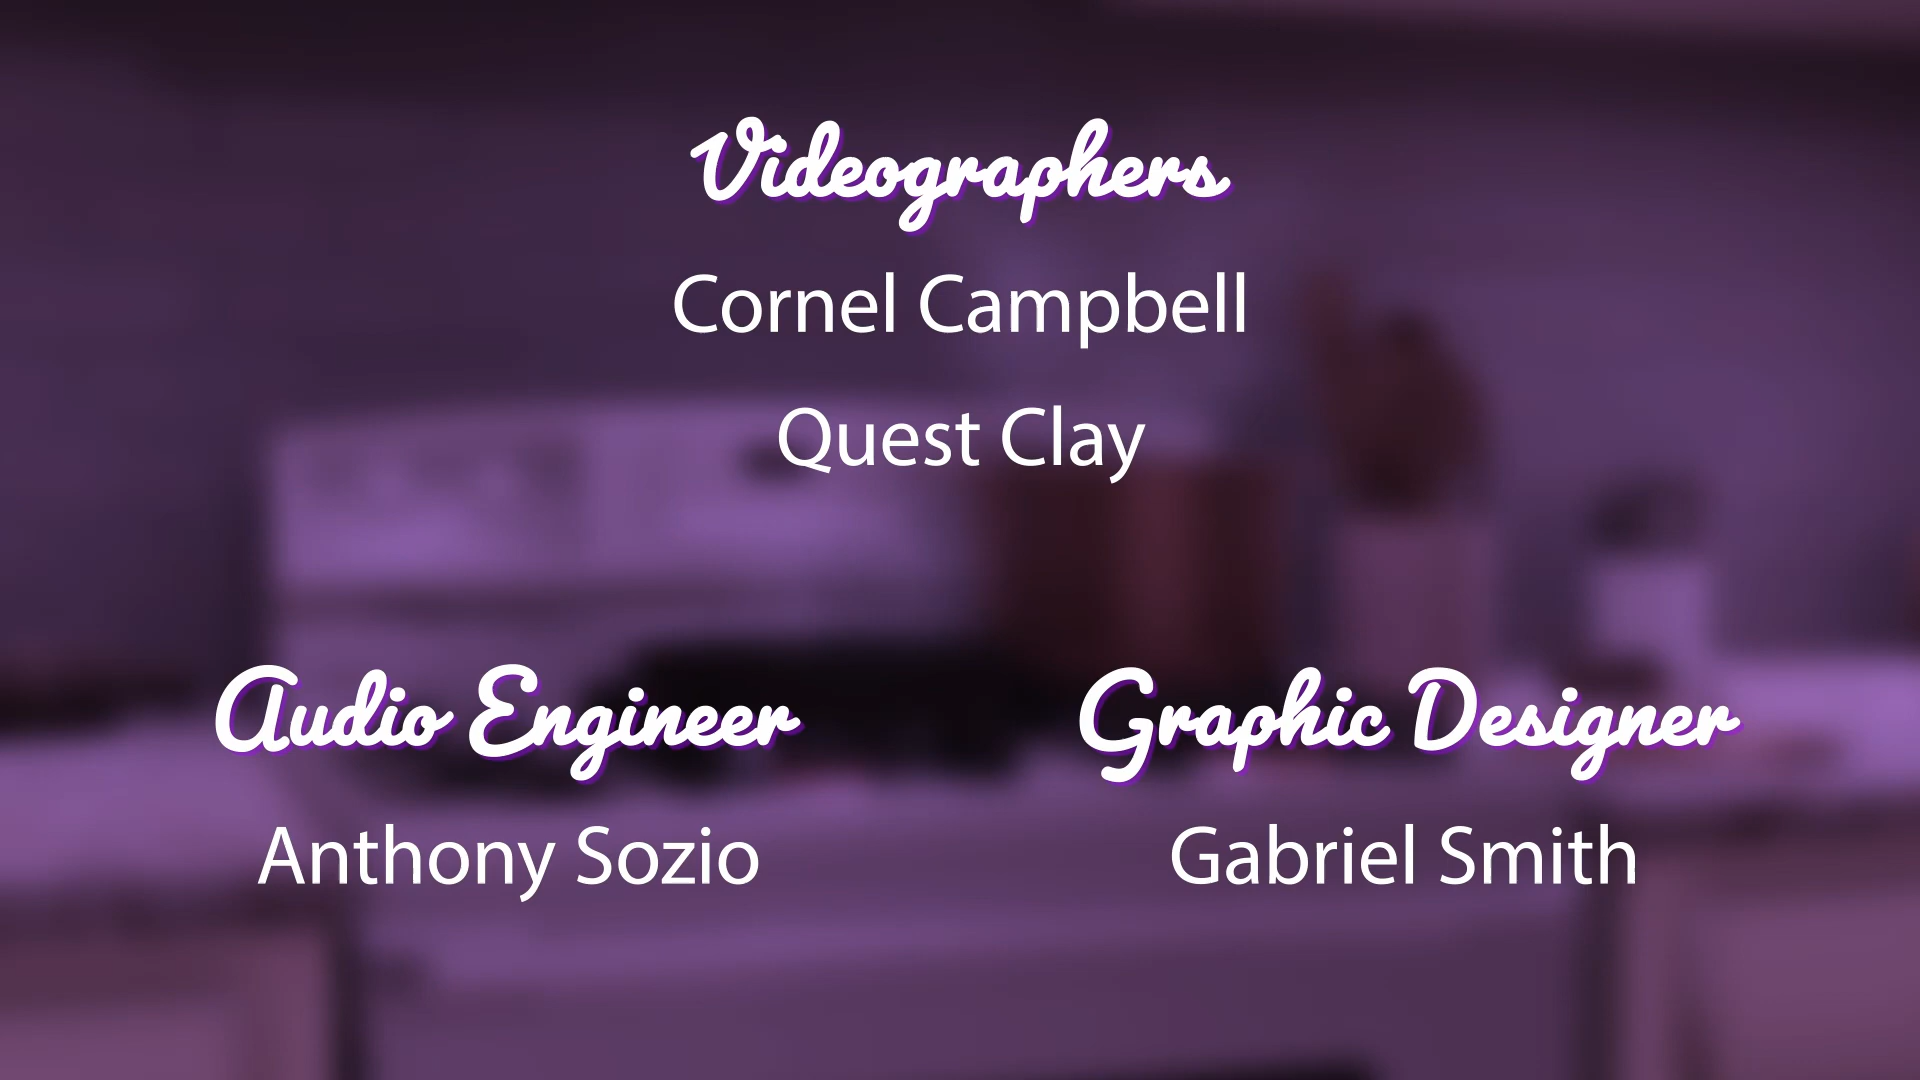 Videographers
Cornel Campbell
Quest Clay
Audio Engineer
Anthony Sozio
Graphic Designer
Gabriel Smith